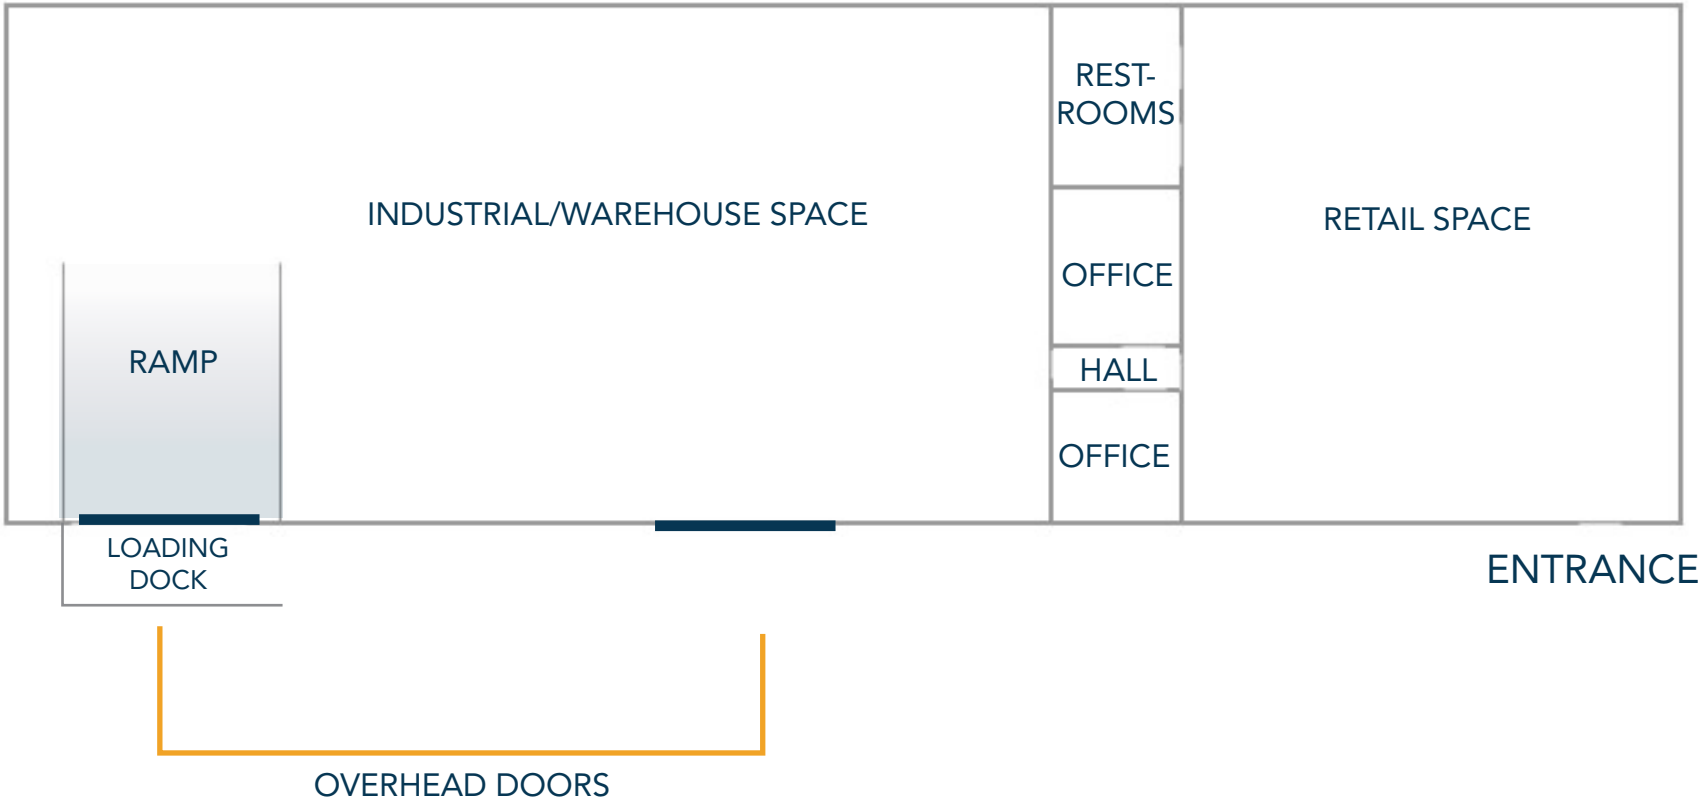 REST-
ROOMS
INDUSTRIAL/WAREHOUSE SPACE
RETAIL SPACE
OFFICE
RAMP
HALL
OFFICE
LOADING
DOCK
ENTRANCE
OVERHEAD DOORS